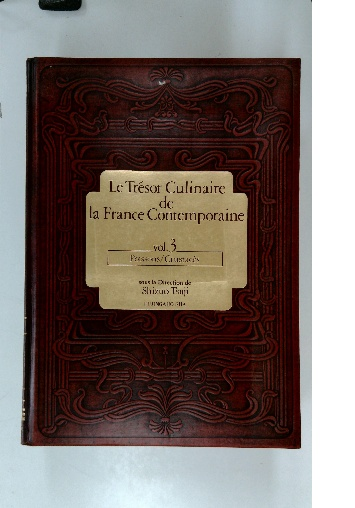 Le Trésor Culinaire
de
la France Contemporaine
vol. 3
Poissons/Crustacés
sous la Direction de
Shizuo Tsuji